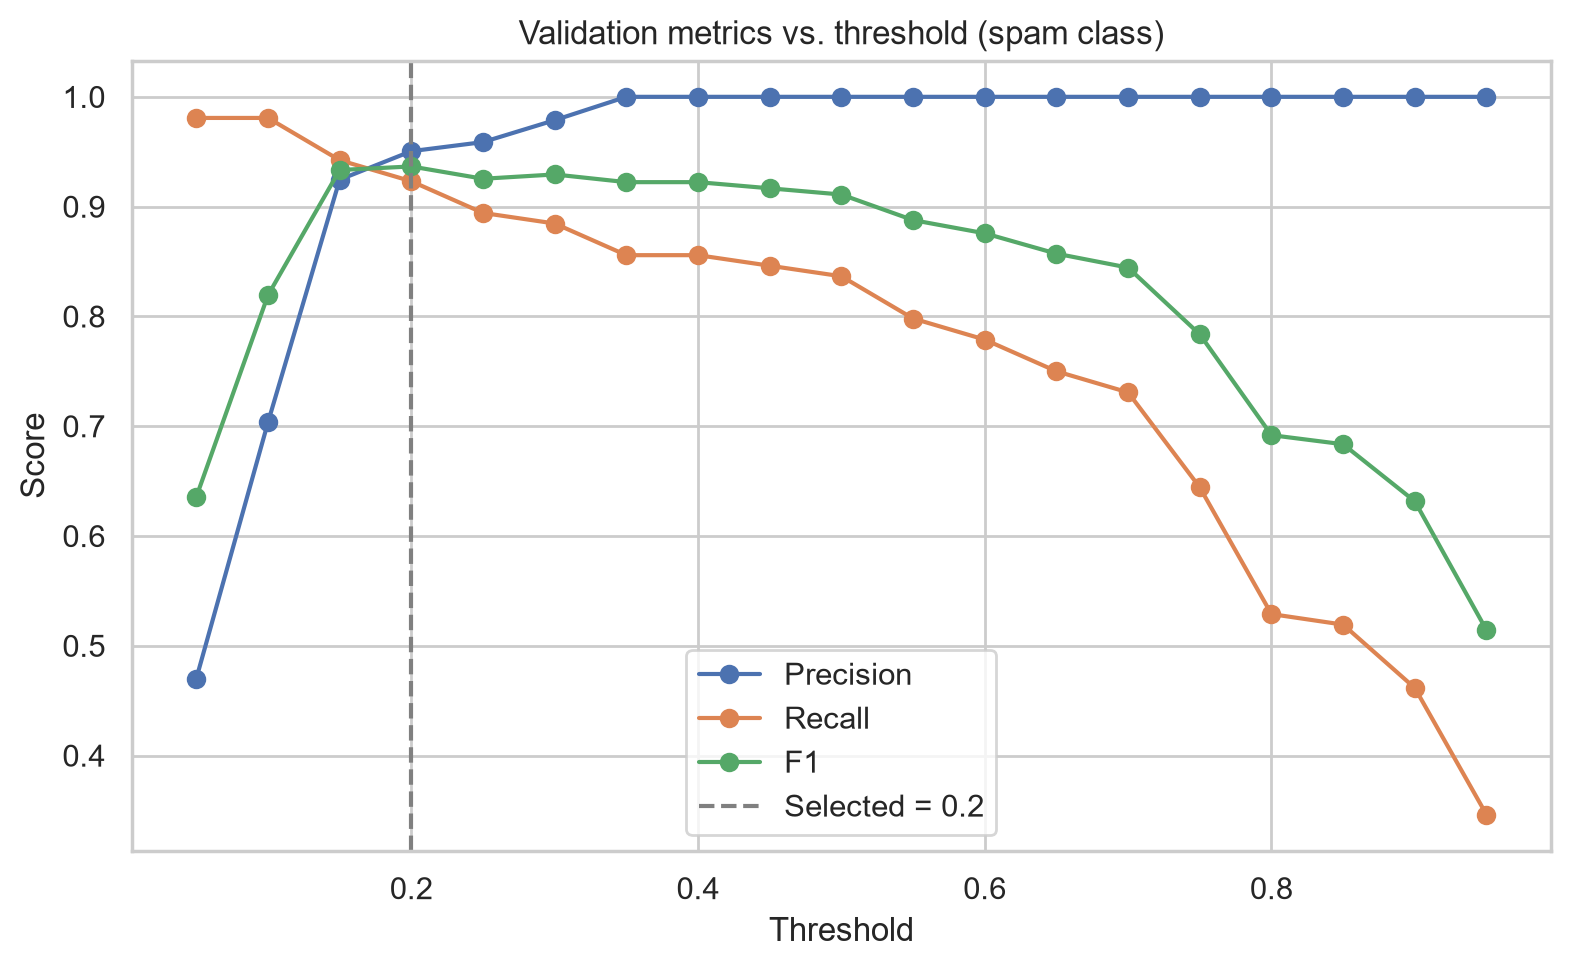 Validation metrics vs. threshold (spam class)
Score
1.0
0.9
0.8
0.7
0.6
0.5
0.4
Precision
Recall
F1
Selected = 0.2
0.2
0.4
0.6
0.8
Threshold